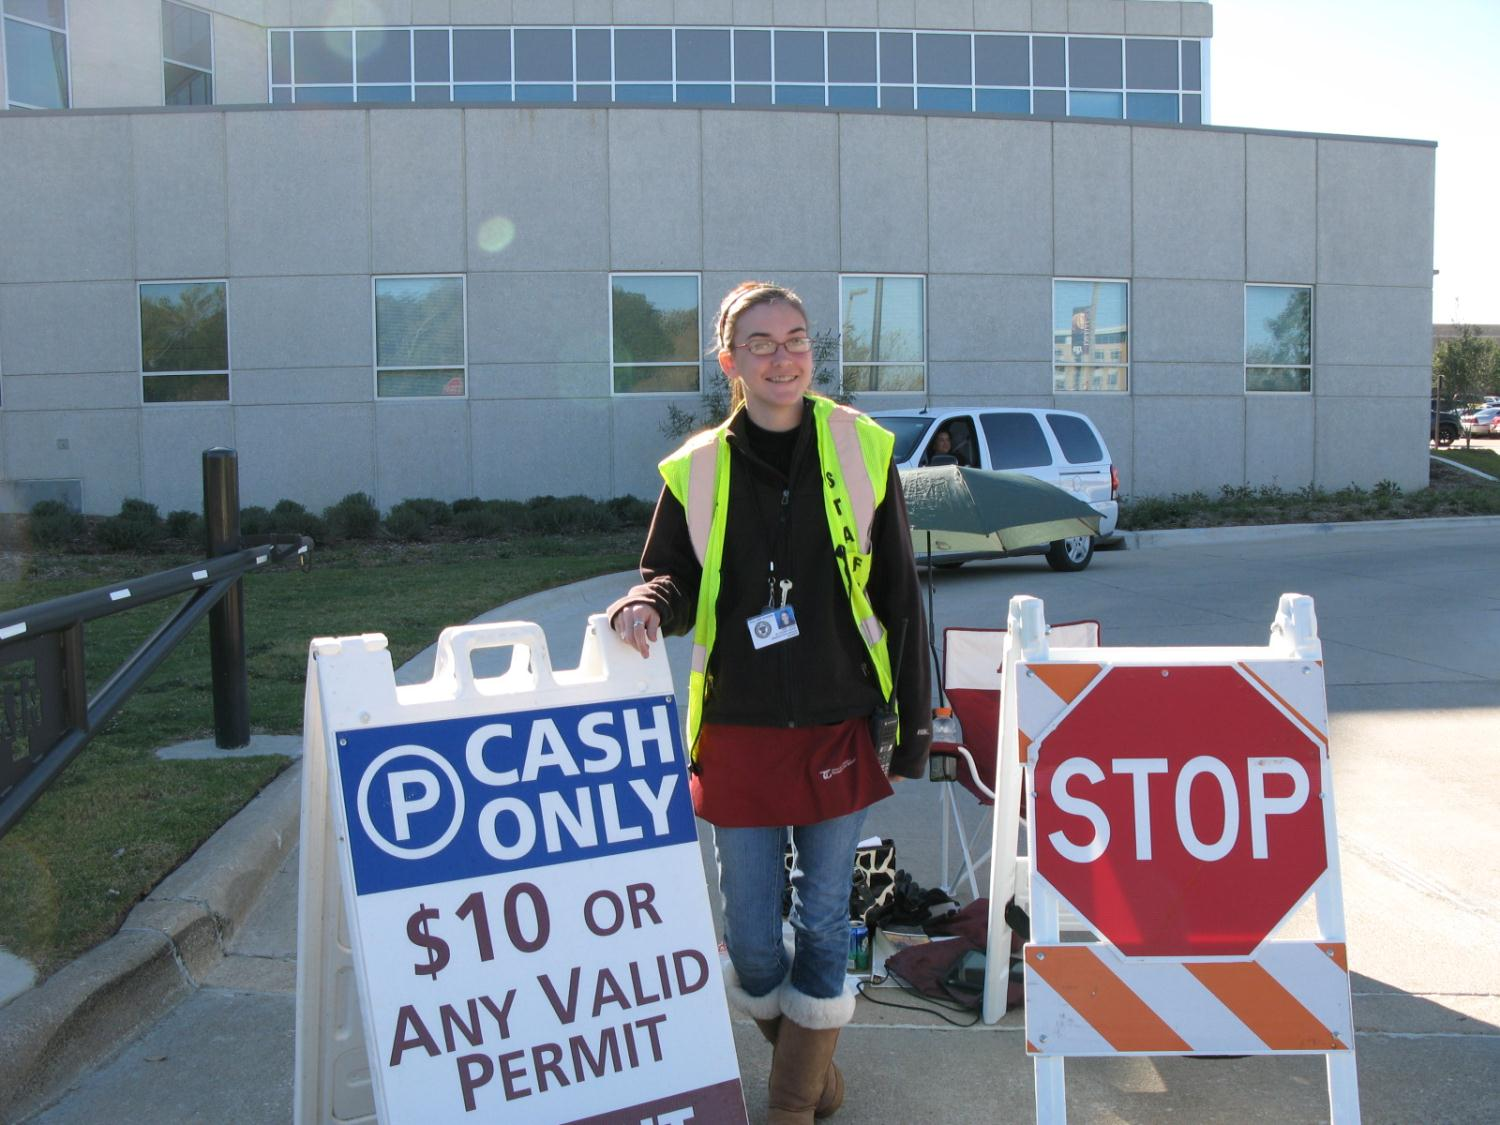 STAFF
P CASH
ONLY
$10 OR
ANY VALID
PERMIT
STOP